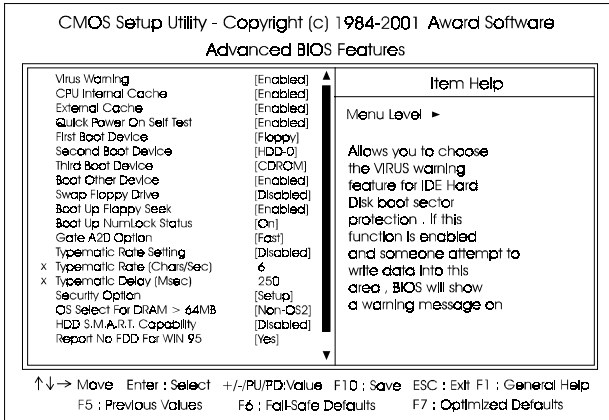 CMOS Setup Utility - Copyright (c) 1984-2001 Award Software
Advanced BIOS Features
Virus Warning [Enabled]
CPU Internal Cache [Enabled]
External Cache [Enabled]
Quick Power On Self Test [Enabled]
First Boot Device [Floppy]
Second Boot Device [HDD-0]
Third Boot Device [CDROM]
Boot Other Device [Enabled]
Swap Floppy Drive [Disabled]
Boot Up Floppy Seek [Enabled]
Boot Up NumLock Status [On]
Gate A20 Option [Fast]
Typematic Rate Setting [Disabled]
x Typematic Rate (Chars/Sec) 6
x Typematic Delay (Msec) 250
Security Option [Setup]
OS Select For DRAM > 64MB [Non-OS2]
HDD S.M.A.R.T. Capability [Disabled]
Report No FDD For WIN 95 [Yes]
Item Help
Menu Level ►
Allows you to choose
the VIRUS warning
feature for IDE Hard
Disk boot sector
protection . If this
function is enabled
and someone attempt to
write data into this
area , BIOS will show
a warning message on
↑↓→ Move Enter : Select +/-/PU/PD:Value F10 : Save ESC : Exit F1 : General Help
F5 : Previous Values F6 : Fail-Safe Defaults F7 : Optimized Defaults